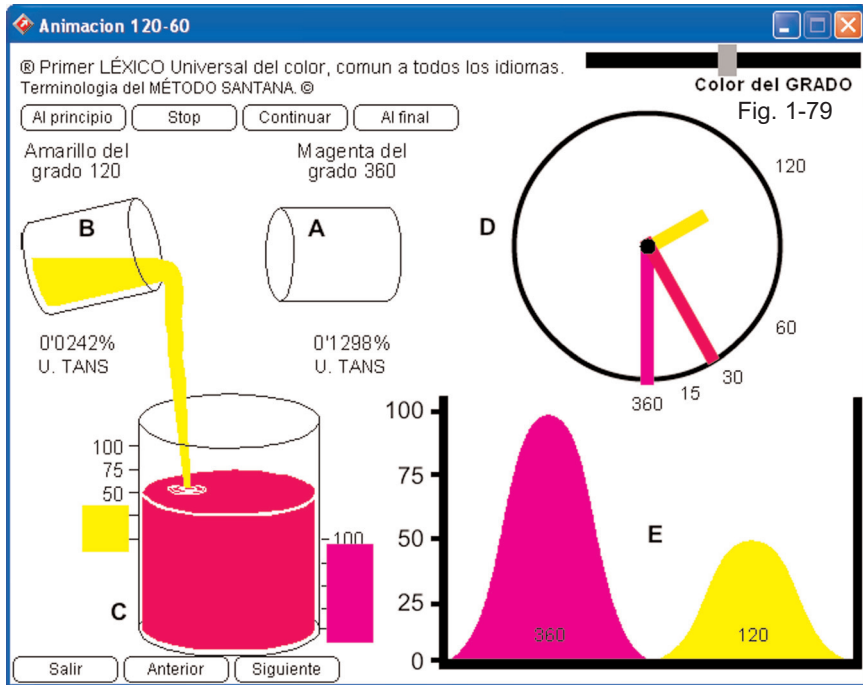 Animacion 120-60
® Primer LÉXICO Universal del color, comun a todos los idiomas.
Terminologia del MÉTODO SANTANA. ©
Color del GRADO
Fig. 1-79
Al principio
Stop
Continuar
Al final
Amarillo del
grado 120
Magenta del
grado 360
B
A
D
120
60
30
15
360
0'0242%
U. TANS
0'1298%
U. TANS
100
75
50
100
C
100
75
50
25
0
E
360
120
Salir
Anterior
Siguiente